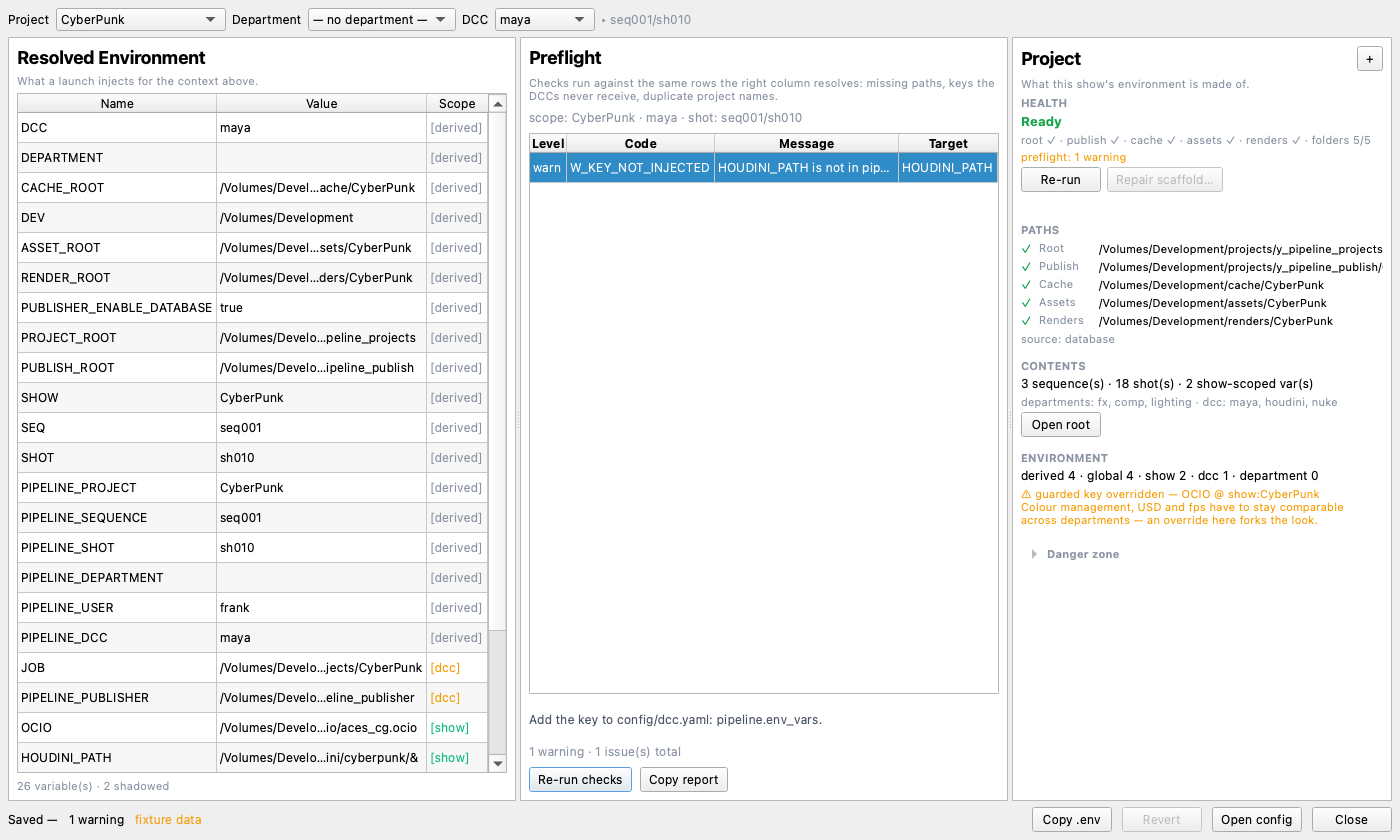 Project CyberPunk Department — no department — DCC maya ▸ seq001/sh010
Resolved Environment
What a launch injects for the context above.
Name Value Scope
DCC maya [derived]
DEPARTMENT [derived]
CACHE_ROOT /Volumes/Devel...ache/CyberPunk [derived]
DEV /Volumes/Development [derived]
ASSET_ROOT /Volumes/Devel...sets/CyberPunk [derived]
RENDER_ROOT /Volumes/Devel...ders/CyberPunk [derived]
PUBLISHER_ENABLE_DATABASE true [derived]
PROJECT_ROOT /Volumes/Develo...peline_projects [derived]
PUBLISH_ROOT /Volumes/Develo...ipeline_publish [derived]
SHOW CyberPunk [derived]
SEQ seq001 [derived]
SHOT sh010 [derived]
PIPELINE_PROJECT CyberPunk [derived]
PIPELINE_SEQUENCE seq001 [derived]
PIPELINE_SHOT sh010 [derived]
PIPELINE_DEPARTMENT [derived]
PIPELINE_USER frank [derived]
PIPELINE_DCC maya [derived]
JOB /Volumes/Develo...jects/CyberPunk [dcc]
PIPELINE_PUBLISHER /Volumes/Develo...eline_publisher [dcc]
OCIO /Volumes/Develo...io/aces_cg.ocio [show]
HOUDINI_PATH /Volumes/Develo...ini/cyberpunk/& [show]
26 variable(s) · 2 shadowed
Preflight
Checks run against the same rows the right column resolves: missing paths, keys the
DCCs never receive, duplicate project names.
scope: CyberPunk · maya · shot: seq001/sh010
Level Code Message Target
warn W_KEY_NOT_INJECTED HOUDINI_PATH is not in pip... HOUDINI_PATH
Add the key to config/dcc.yaml: pipeline.env_vars.
1 warning · 1 issue(s) total
Re-run checks Copy report
Project +
What this show's environment is made of.
HEALTH
Ready
root ✓ · publish ✓ · cache ✓ · assets ✓ · renders ✓ · folders 5/5
preflight: 1 warning
Re-run Repair scaffold...
PATHS
✓ Root /Volumes/Development/projects/y_pipeline_projects
✓ Publish /Volumes/Development/projects/y_pipeline_publish/
✓ Cache /Volumes/Development/cache/CyberPunk
✓ Assets /Volumes/Development/assets/CyberPunk
✓ Renders /Volumes/Development/renders/CyberPunk
source: database
CONTENTS
3 sequence(s) · 18 shot(s) · 2 show-scoped var(s)
departments: fx, comp, lighting · dcc: maya, houdini, nuke
Open root
ENVIRONMENT
derived 4 · global 4 · show 2 · dcc 1 · department 0
⚠ guarded key overridden — OCIO @ show:CyberPunk
Colour management, USD and fps have to stay comparable
across departments — an override here forks the look.
Danger zone
Saved — 1 warning fixture data
Copy .env Revert Open config Close